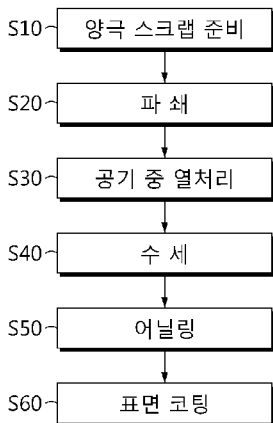 S10 양극 스크랩 준비
S20 파 쇄
S30 공기 중 열처리
S40 수 세
S50 어닐링
S60 표면 코팅